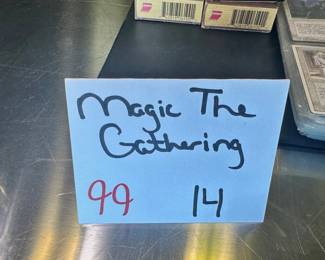 Magic The
Gathering
99 14